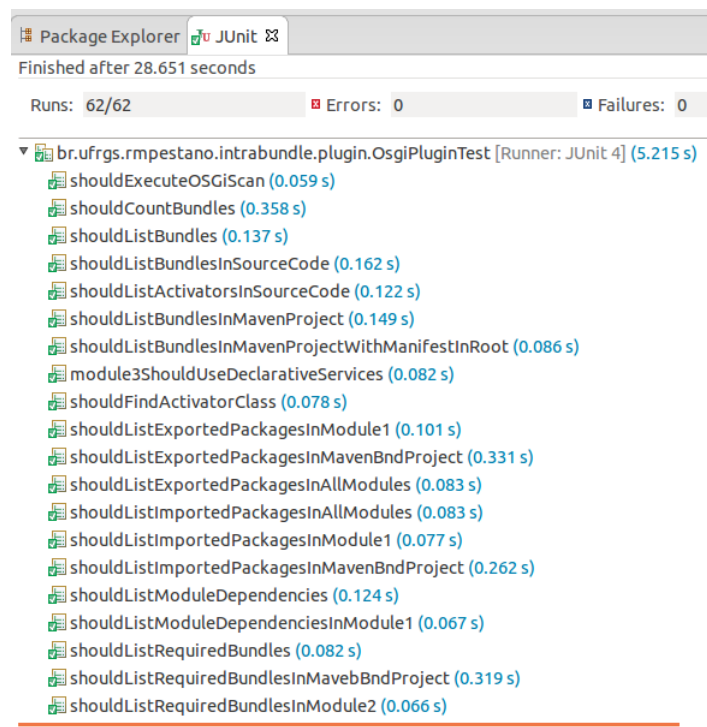 Package Explorer JUnit
Finished after 28.651 seconds
Runs: 62/62 Errors: 0 Failures: 0
br.ufrgs.rmpestano.intrabundle.plugin.OsgiPluginTest [Runner: JUnit 4] (5.215 s)
shouldExecuteOSGiScan (0.059 s)
shouldCountBundles (0.358 s)
shouldListBundles (0.137 s)
shouldListBundlesInSourceCode (0.162 s)
shouldListActivatorsInSourceCode (0.122 s)
shouldListBundlesInMavenProject (0.149 s)
shouldListBundlesInMavenProjectWithManifestInRoot (0.086 s)
module3ShouldUseDeclarativeServices (0.082 s)
shouldFindActivatorClass (0.078 s)
shouldListExportedPackagesInModule1 (0.101 s)
shouldListExportedPackagesInMavenBndProject (0.331 s)
shouldListExportedPackagesInAllModules (0.083 s)
shouldListImportedPackagesInAllModules (0.083 s)
shouldListImportedPackagesInModule1 (0.077 s)
shouldListImportedPackagesInMavenBndProject (0.262 s)
shouldListModuleDependencies (0.124 s)
shouldListModuleDependenciesInModule1 (0.067 s)
shouldListRequiredBundles (0.082 s)
shouldListRequiredBundlesInMavebBndProject (0.319 s)
shouldListRequiredBundlesInModule2 (0.066 s)